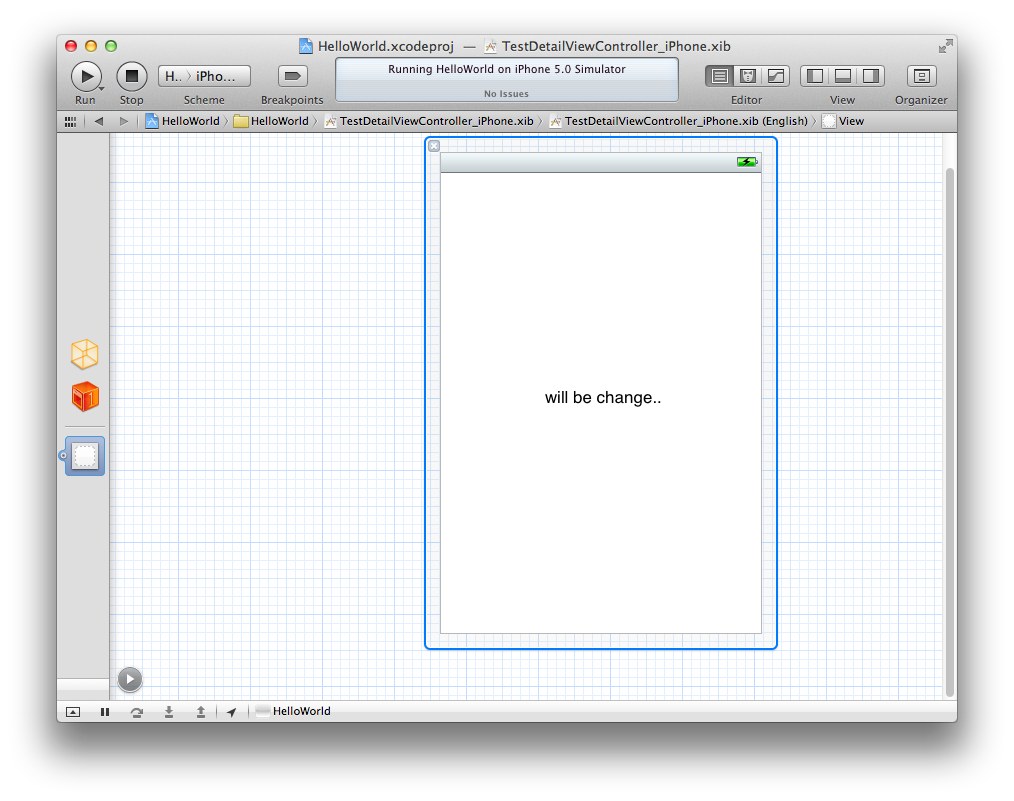 HelloWorld.xcodeproj — TestDetailViewController_iPhone.xib
Run
Stop
H.. 〉 iPho...
Scheme
Breakpoints
Running HelloWorld on iPhone 5.0 Simulator
No Issues
Editor
View
Organizer
HelloWorld 〉 HelloWorld 〉 TestDetailViewController_iPhone.xib 〉 TestDetailViewController_iPhone.xib (English) 〉 View
will be change..
HelloWorld